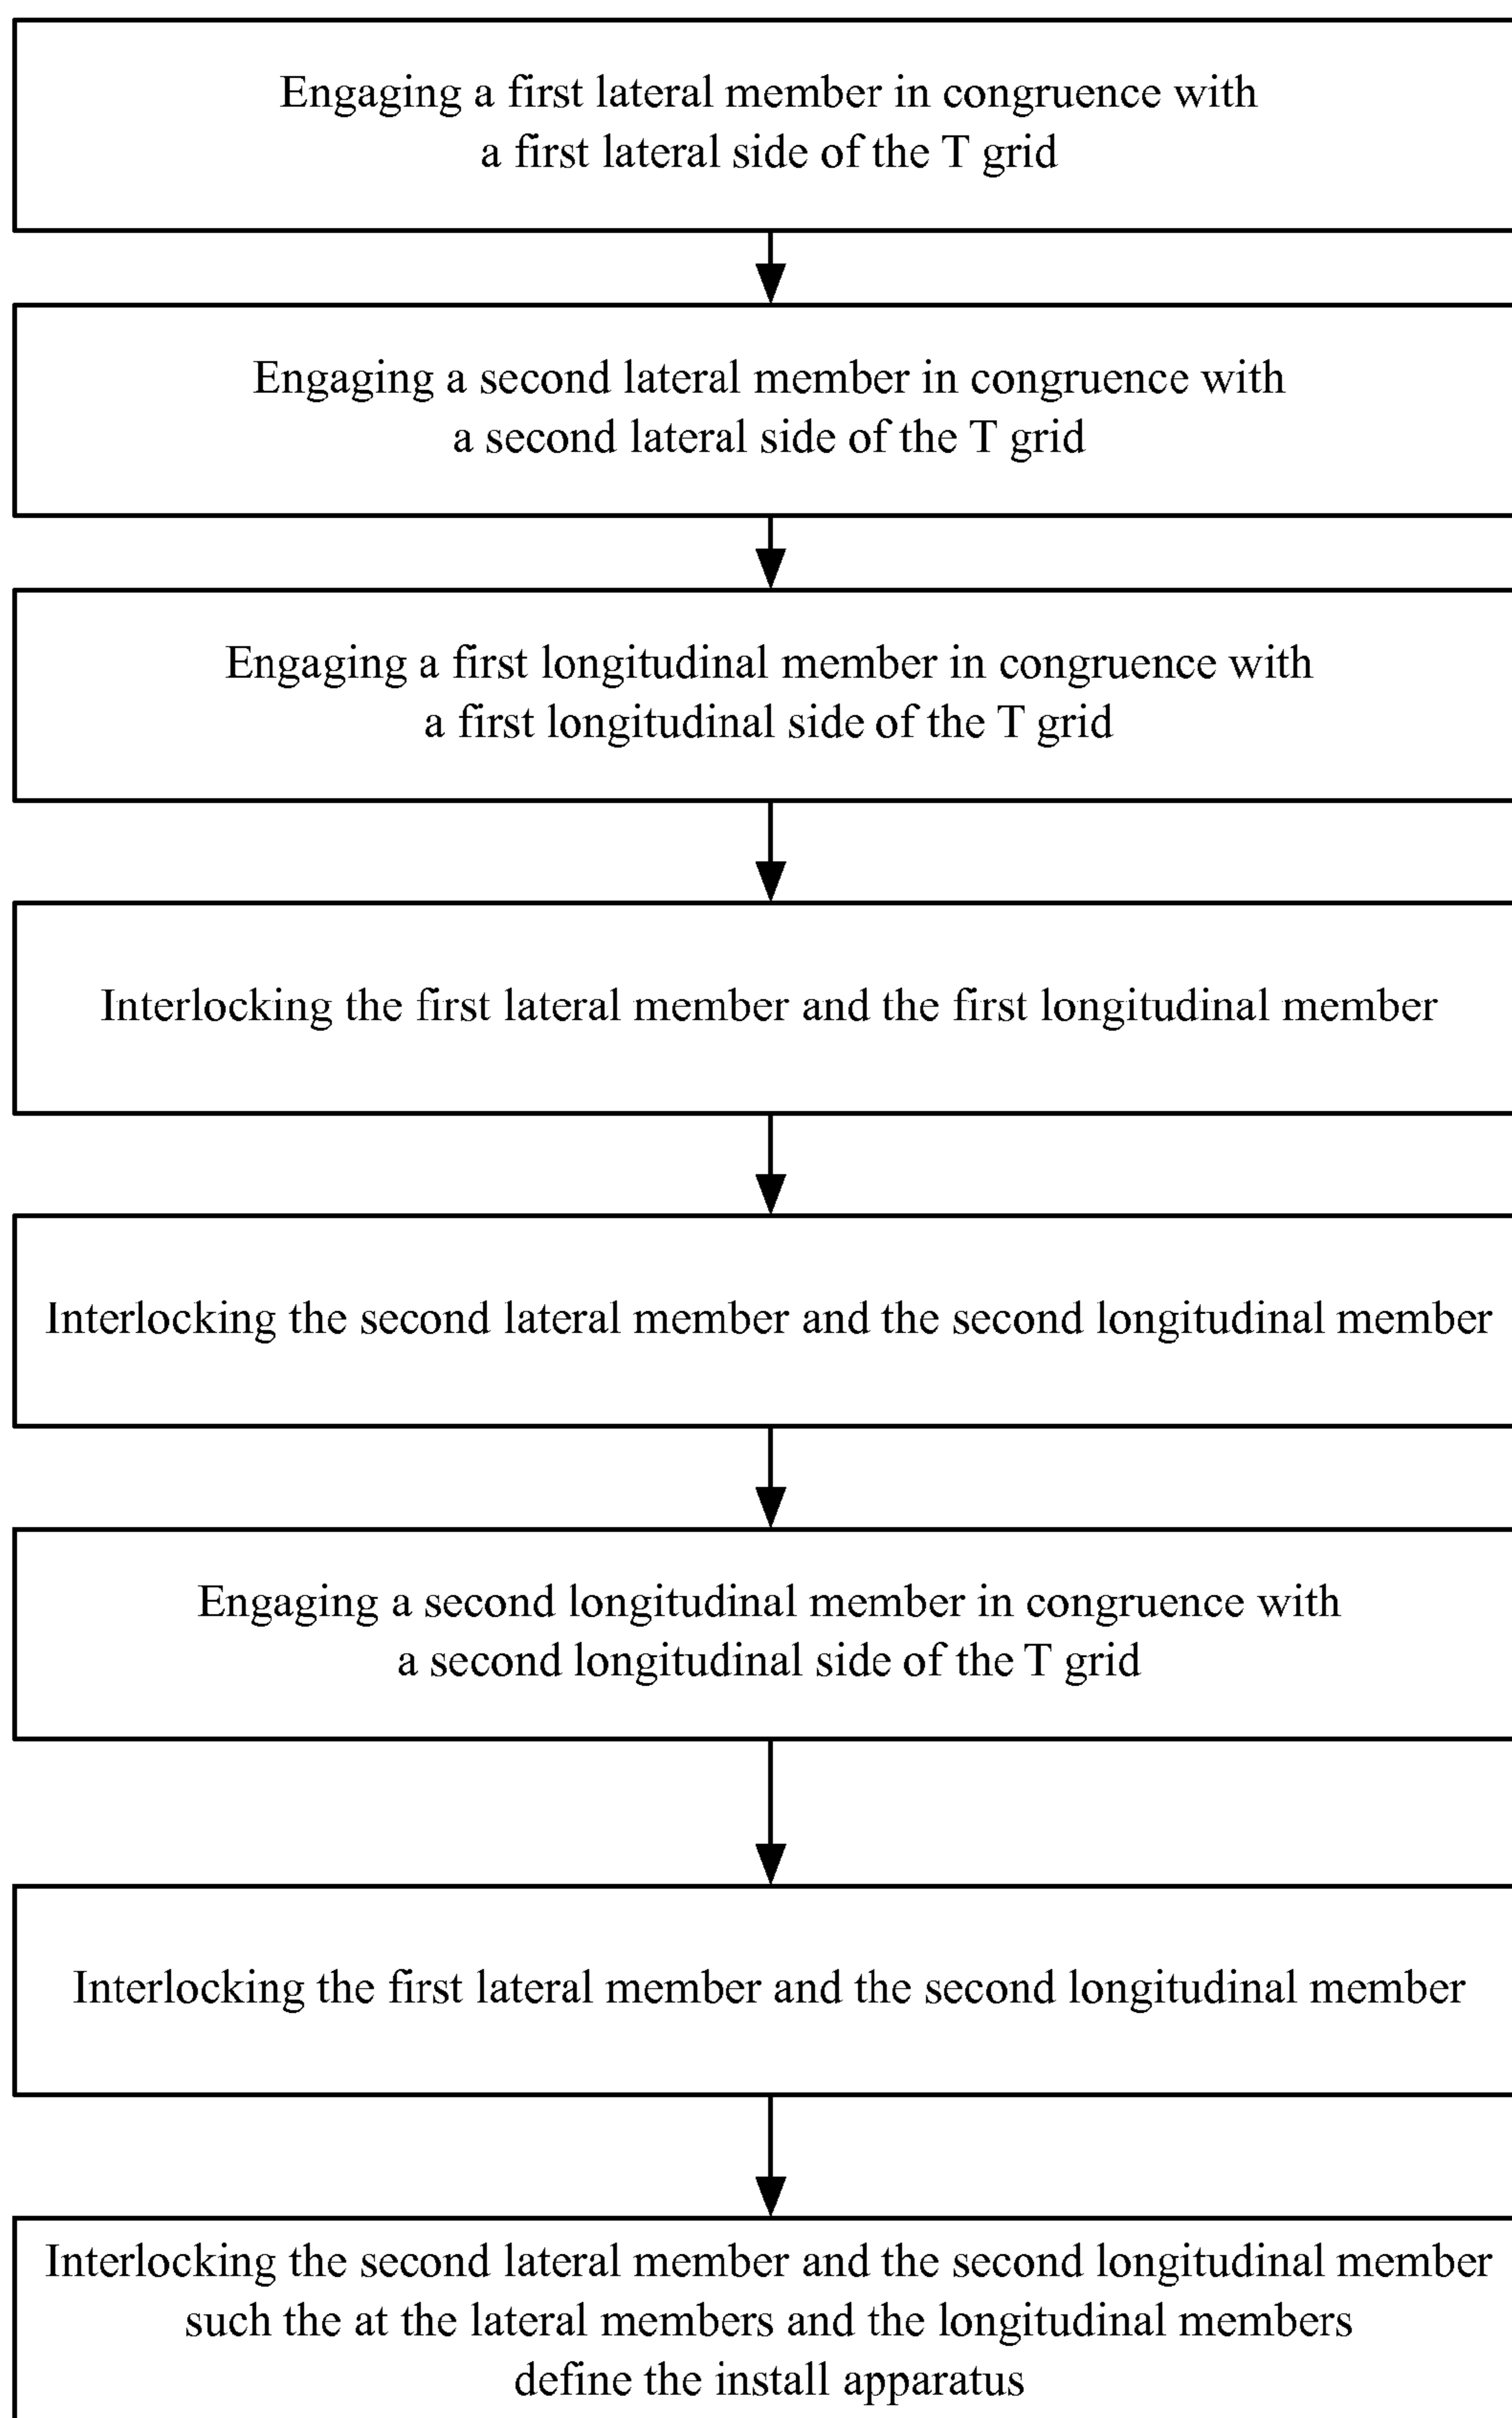 Engaging a first lateral member in congruence with
a first lateral side of the T grid
Engaging a second lateral member in congruence with
a second lateral side of the T grid
Engaging a first longitudinal member in congruence with
a first longitudinal side of the T grid
Interlocking the first lateral member and the first longitudinal member
Interlocking the second lateral member and the second longitudinal member
Engaging a second longitudinal member in congruence with
a second longitudinal side of the T grid
Interlocking the first lateral member and the second longitudinal member
Interlocking the second lateral member and the second longitudinal member
such the at the lateral members and the longitudinal members
define the install apparatus